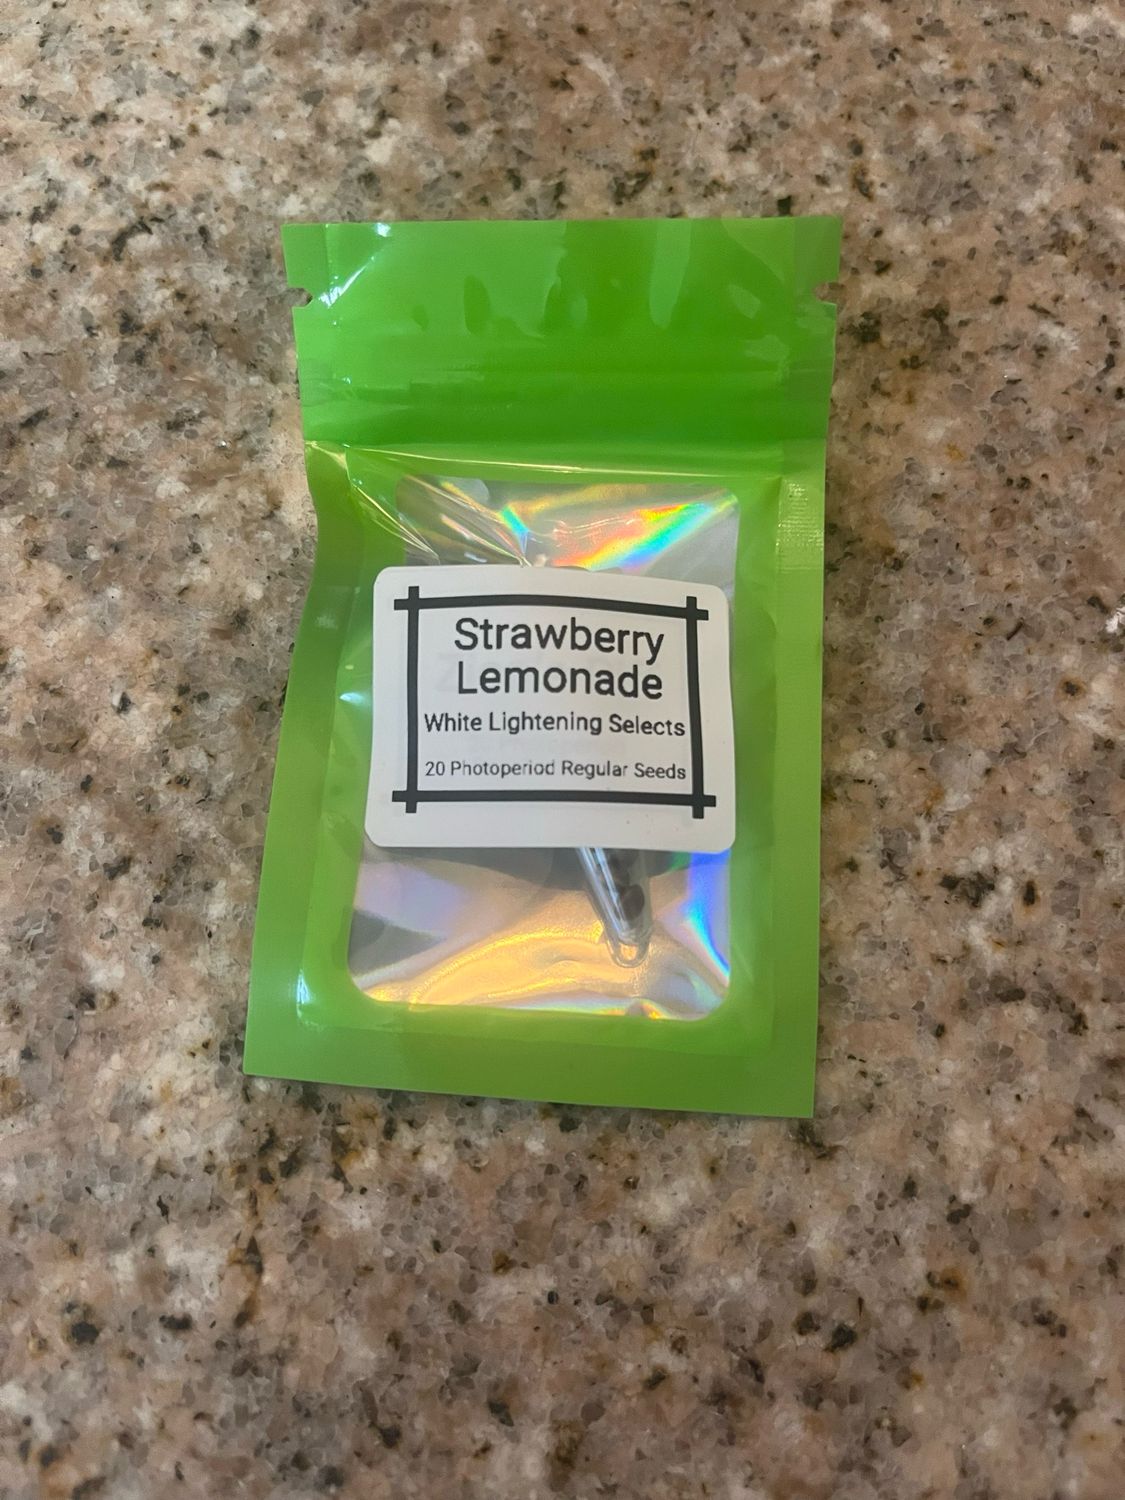 Strawberry
Lemonade
White Lightening Selects
20 Photoperiod Regular Seeds